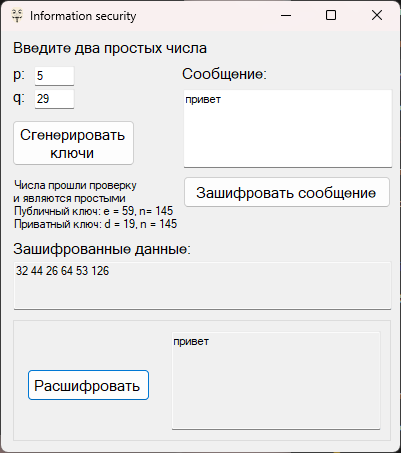 Information security
Введите два простых числа
p: 5
q: 29
Сгенерировать
ключи
Сообщение:
привет
Числа прошли проверку
и являются простыми
Публичный ключ: e = 59, n= 145
Приватный ключ: d = 19, n = 145
Зашифровать сообщение
Зашифрованные данные:
32 44 26 64 53 126
Расшифровать
привет